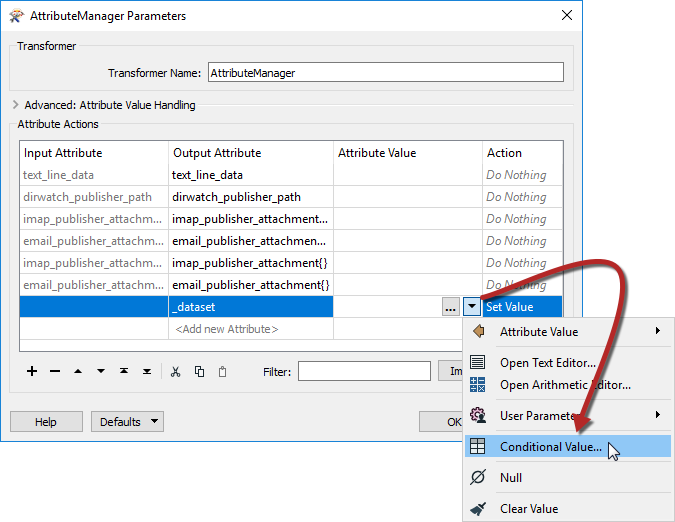 AttributeManager Parameters
Transformer
Transformer Name: AttributeManager
Advanced: Attribute Value Handling
Attribute Actions
Input Attribute Output Attribute Attribute Value Action
text_line_data text_line_data Do Nothing
dirwatch_publisher_path dirwatch_publisher_path Do Nothing
imap_publisher_attachm... imap_publisher_attachment... Do Nothing
email_publisher_attachm... email_publisher_attachmen... Do Nothing
imap_publisher_attachm... imap_publisher_attachment{} Do Nothing
email_publisher_attachm... email_publisher_attachment{} Do Nothing
_dataset ... Set Value
<Add new Attribute>
Attribute Value
Open Text Editor...
Open Arithmetic Editor...
Filter: Im
User Paramete
Help Defaults OK
Conditional Value...
Null
Clear Value